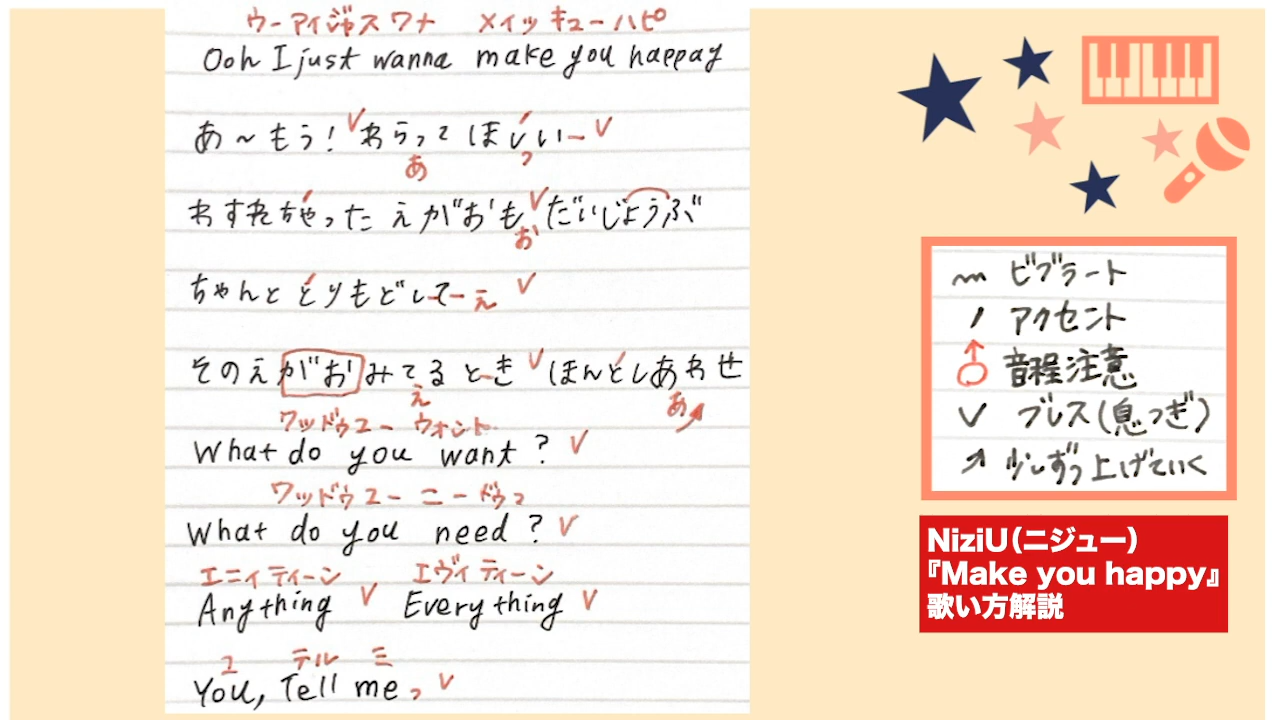 ウーアイジャスワナ メイッキューハピ
Ooh I just wanna make you happay
あ～もう!✓わらってほしいー✓
あ っ
わすれちゃったえがおも✓だいじょうぶ
お
ちゃんととりもどしてーえ ✓
そのえがおみてるとき✓ほんとしあわせ
え あ↗
ワッドゥユー ウォント
What do you want? ✓
ワッドゥユー ニードゥっ
What do you need? ✓
エニィティーン エヴィティーン
Anything ✓ Everything ✓
ユ テル ミ
You, Tell meっ ✓
〰 ビブラート
/ アクセント
音程注意
✓ ブレス(息つぎ)
↗ 少しずつ上げていく
NiziU(ニジュー)
『Make you happy』
歌い方解説